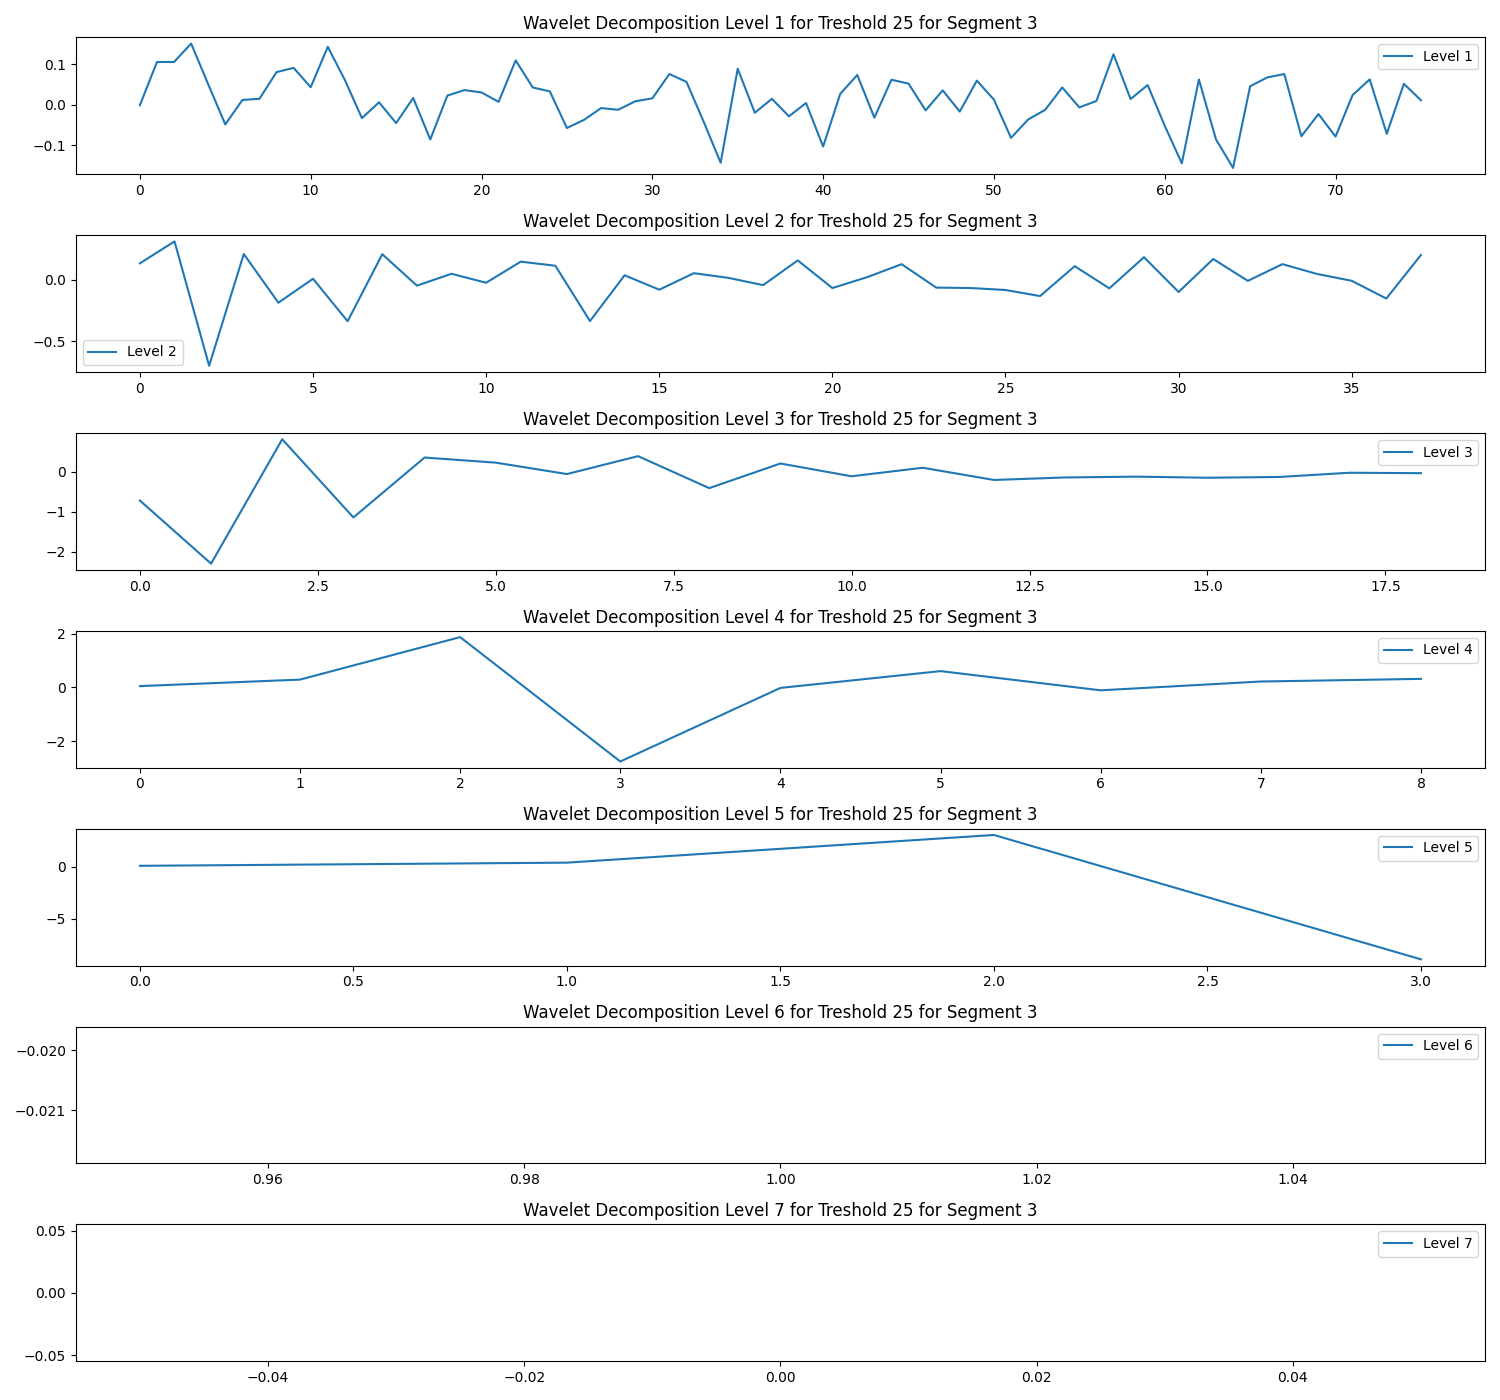 Wavelet Decomposition Level 1 for Treshold 25 for Segment 3
0.1
0.0
−0.1
Level 1
0 10 20 30 40 50 60 70
Wavelet Decomposition Level 2 for Treshold 25 for Segment 3
0.0
−0.5
Level 2
0 5 10 15 20 25 30 35
Wavelet Decomposition Level 3 for Treshold 25 for Segment 3
0
−1
−2
Level 3
0.0 2.5 5.0 7.5 10.0 12.5 15.0 17.5
Wavelet Decomposition Level 4 for Treshold 25 for Segment 3
2
0
−2
Level 4
0 1 2 3 4 5 6 7 8
Wavelet Decomposition Level 5 for Treshold 25 for Segment 3
0
−5
Level 5
0.0 0.5 1.0 1.5 2.0 2.5 3.0
Wavelet Decomposition Level 6 for Treshold 25 for Segment 3
−0.020
−0.021
Level 6
0.96 0.98 1.00 1.02 1.04
Wavelet Decomposition Level 7 for Treshold 25 for Segment 3
0.05
0.00
−0.05
Level 7
−0.04 −0.02 0.00 0.02 0.04